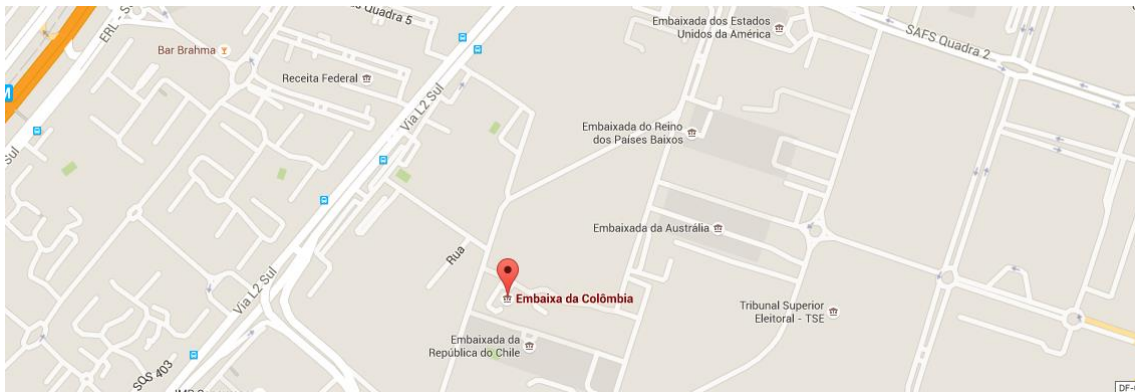 Quadra 5
ERL - S
Bar Brahma
Receita Federal
Via L2 Sul
Embaixada dos Estados
Unidos da América
SAFS Quadra 2
Embaixada do Reino
dos Países Baixos
M
Sul
Embaixada da Austrália
Rua
Embaixa da Colômbia
Via L2 Sul
Tribunal Superior
Eleitoral - TSE
Embaixada da
República do Chile
SQS 403
DF-